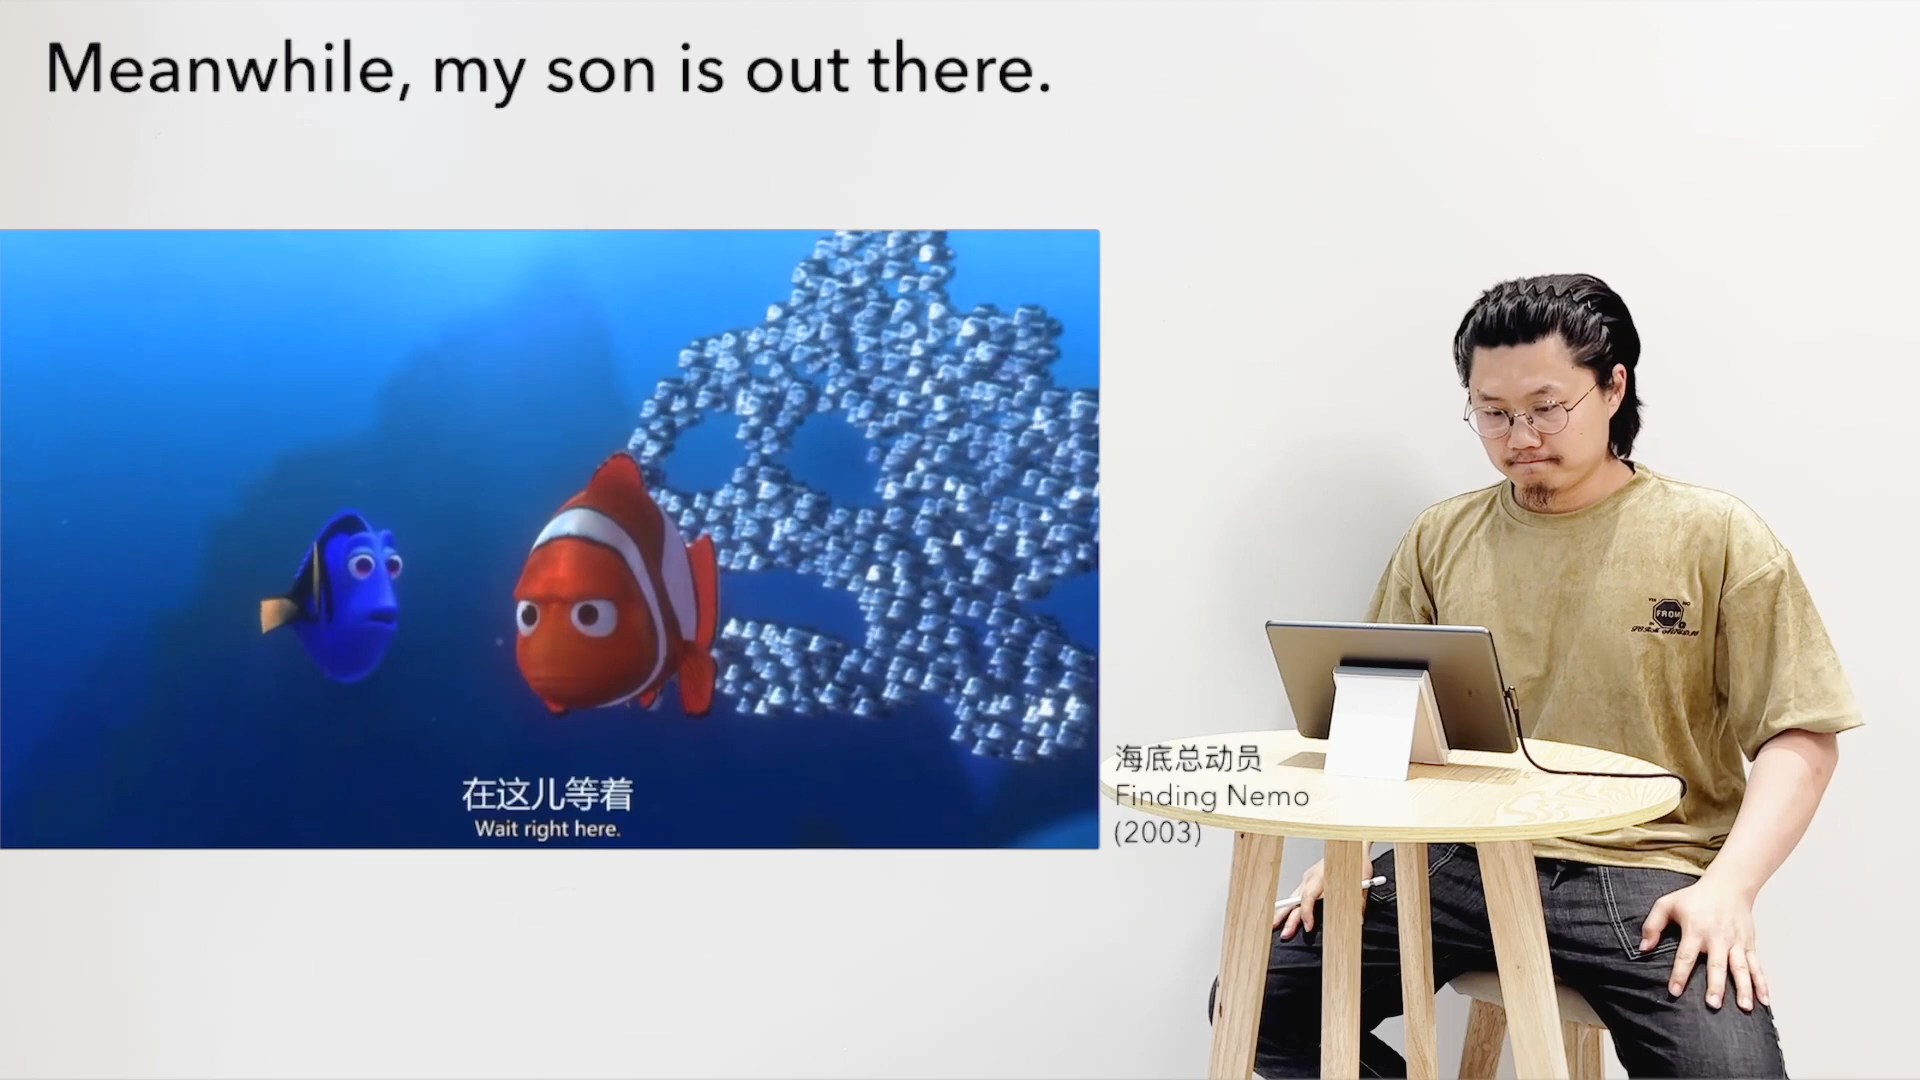 Meanwhile, my son is out there.
在这儿等着
Wait right here.
海底总动员
Finding Nemo
(2003)
FROM